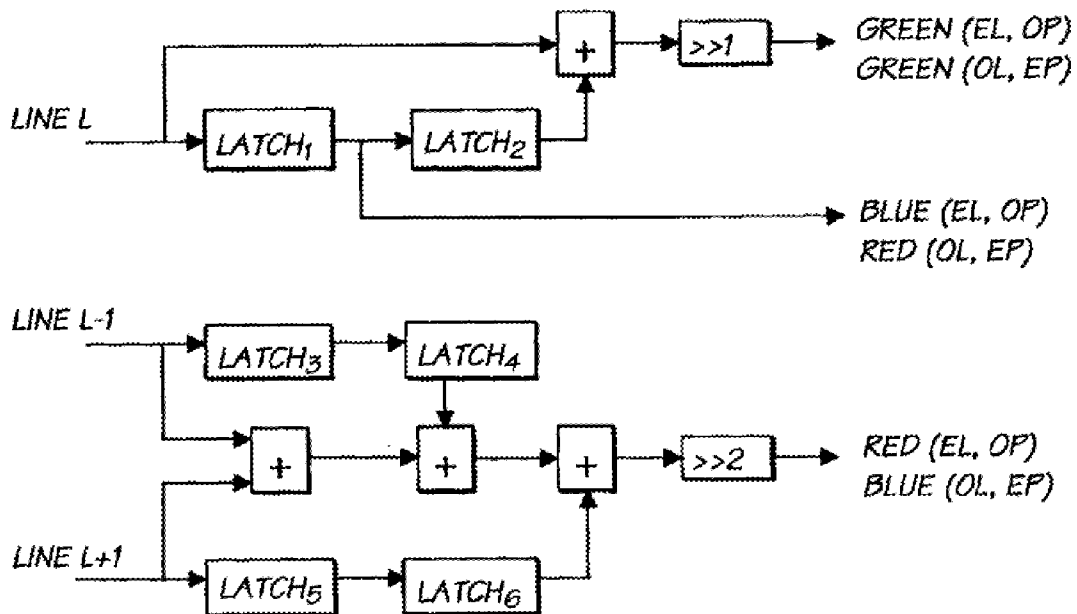 GREEN (EL, OP)
+ >>1
GREEN (OL, EP)
LINE L
LATCH₁ LATCH₂
BLUE (EL, OP)
RED (OL, EP)
LINE L-1
LATCH₃ LATCH₄
+ + + >>2
RED (EL, OP)
BLUE (OL, EP)
LINE L+1
LATCH₅ LATCH₆